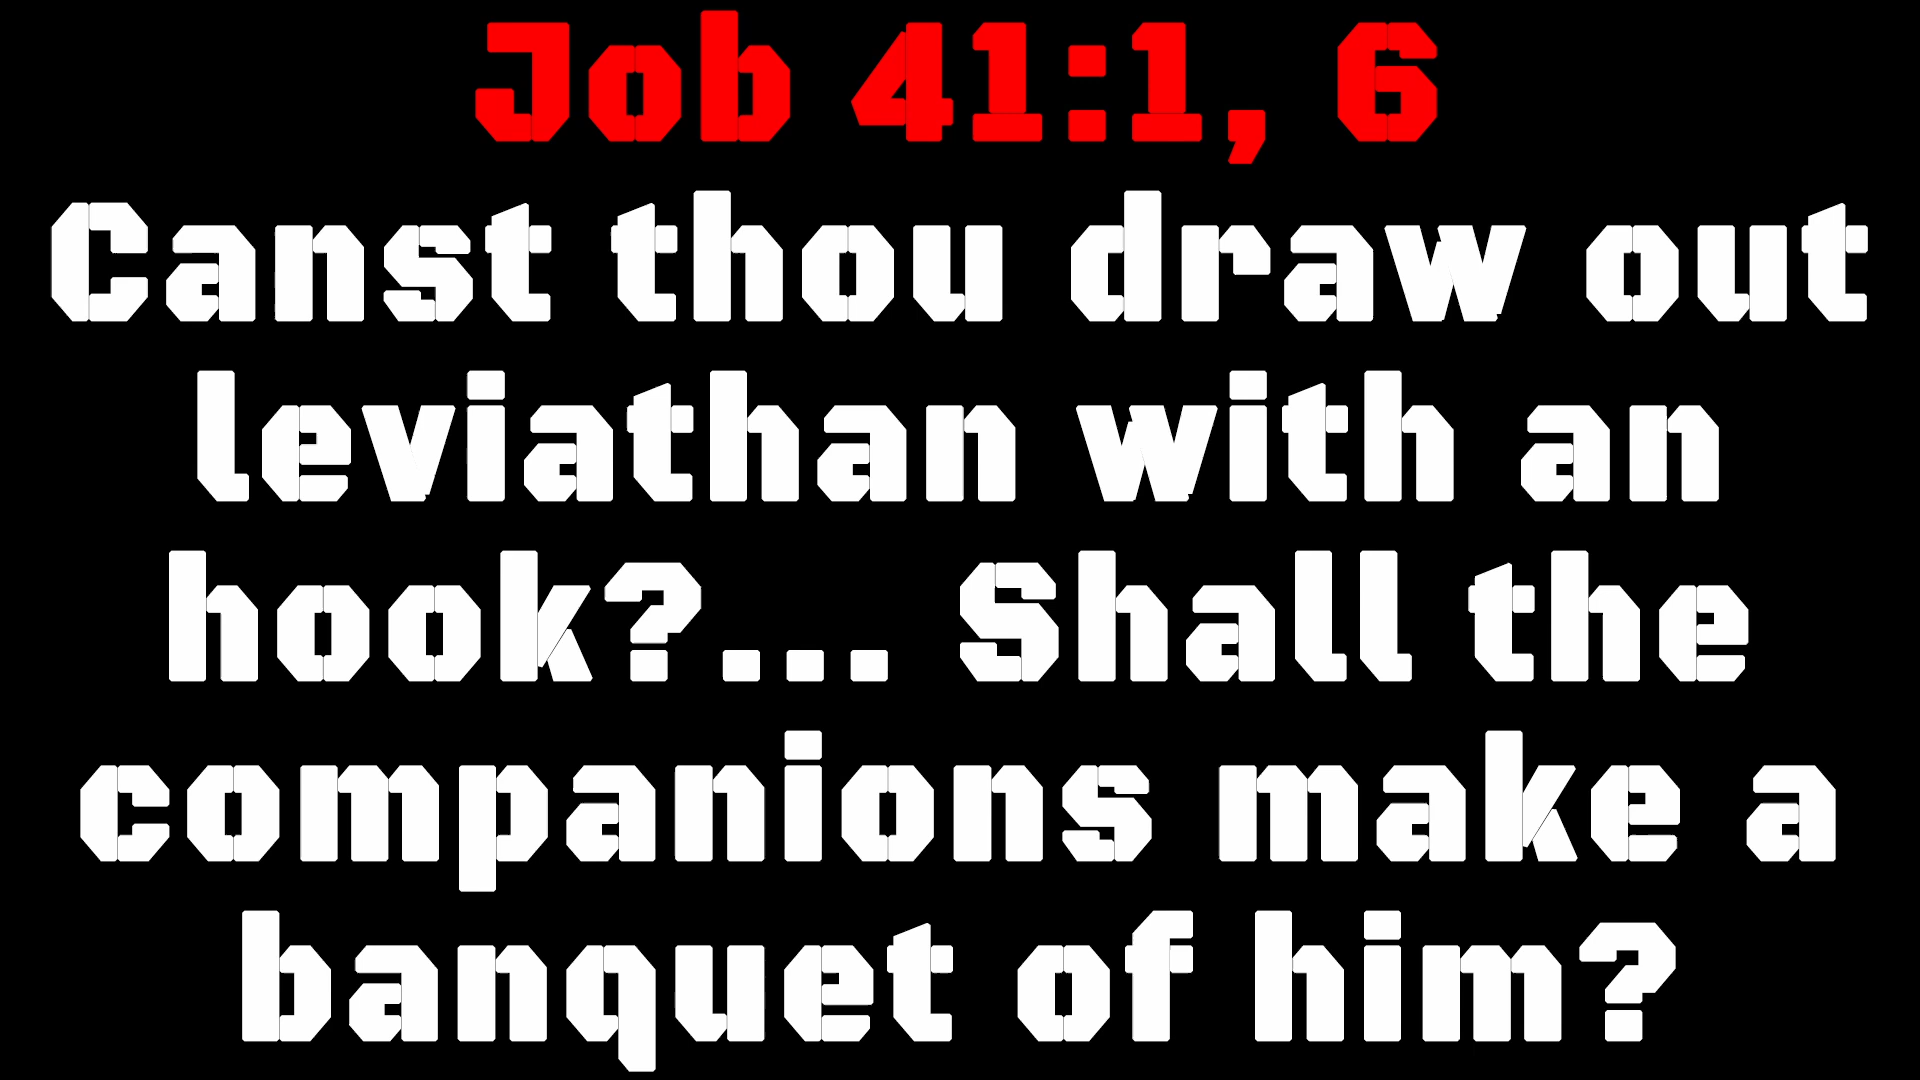 Job 41:1, 6
Canst thou draw out
leviathan with an
hook?... Shall the
companions make a
banquet of him?